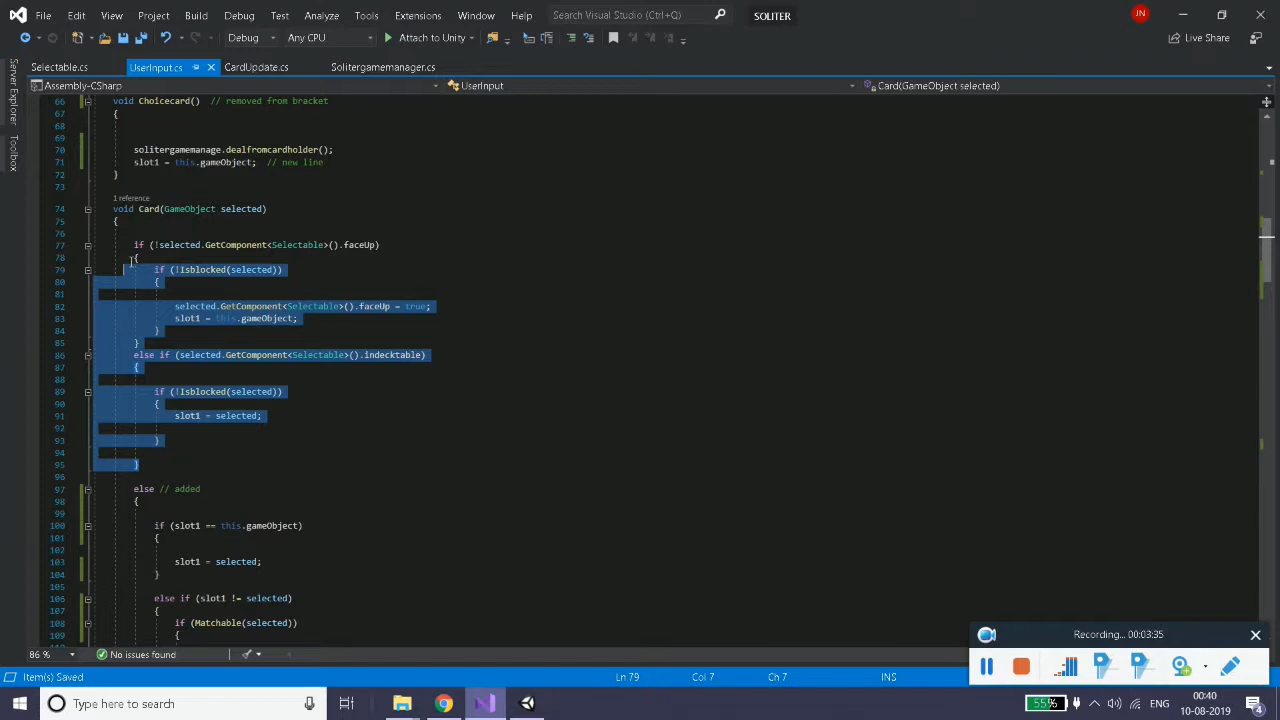 File Edit View Project Build Debug Test Analyze Tools Extensions Window Help Search Visual Studio (Ctrl+Q) SOLITER JN
Debug Any CPU Attach to Unity Live Share
Selectable.cs UserInput.cs CardUpdate.cs Solitergamemanager.cs
Assembly-CSharp UserInput Card(GameObject selected)
Server Explorer
Toolbox
66 void Choicecard() // removed from bracket
67 {
68
69
70 solitergamemanage.dealfromcardholder();
71 slot1 = this.gameObject; // new line
72 }
73
1 reference
74 void Card(GameObject selected)
75 {
76
77 if (!selected.GetComponent<Selectable>().faceUp)
78 {
79 if (!Isblocked(selected))
80 {
81
82 selected.GetComponent<Selectable>().faceUp = true;
83 slot1 = this.gameObject;
84 }
85 }
86 else if (selected.GetComponent<Selectable>().indecktable)
87 {
88
89 if (!Isblocked(selected))
90 {
91 slot1 = selected;
92
93 }
94
95 }
96
97 else // added
98 {
99
100 if (slot1 == this.gameObject)
101 {
102
103 slot1 = selected;
104 }
105
106 else if (slot1 != selected)
107 {
108 if (Matchable(selected))
109 {
Recording... 00:03:35
86 % No issues found
Item(s) Saved Ln 79 Col 7 Ch 7 INS
Type here to search 55% ENG 00:40
10-08-2019 4